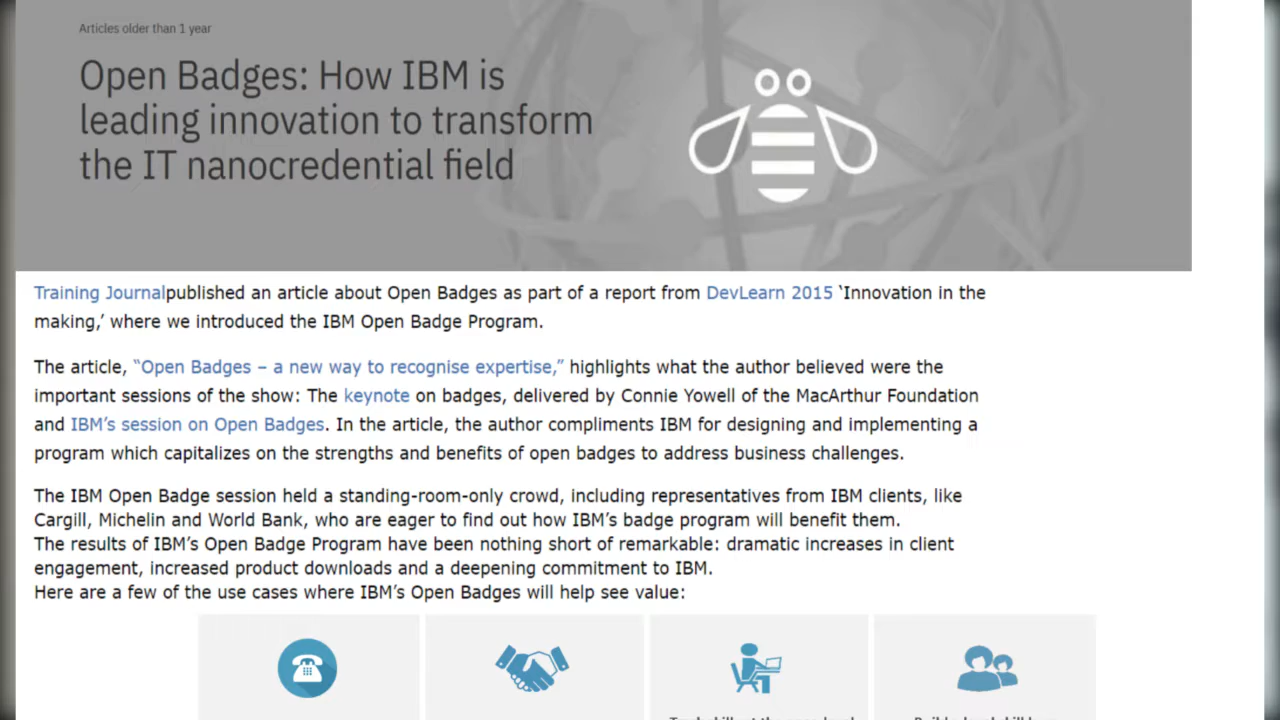 Articles older than 1 year
Open Badges: How IBM is
leading innovation to transform
the IT nanocredential field
Training Journalpublished an article about Open Badges as part of a report from DevLearn 2015 ‘Innovation in the
making,’ where we introduced the IBM Open Badge Program.
The article, “Open Badges – a new way to recognise expertise,” highlights what the author believed were the
important sessions of the show: The keynote on badges, delivered by Connie Yowell of the MacArthur Foundation
and IBM’s session on Open Badges. In the article, the author compliments IBM for designing and implementing a
program which capitalizes on the strengths and benefits of open badges to address business challenges.
The IBM Open Badge session held a standing-room-only crowd, including representatives from IBM clients, like
Cargill, Michelin and World Bank, who are eager to find out how IBM’s badge program will benefit them.
The results of IBM’s Open Badge Program have been nothing short of remarkable: dramatic increases in client
engagement, increased product downloads and a deepening commitment to IBM.
Here are a few of the use cases where IBM’s Open Badges will help see value: